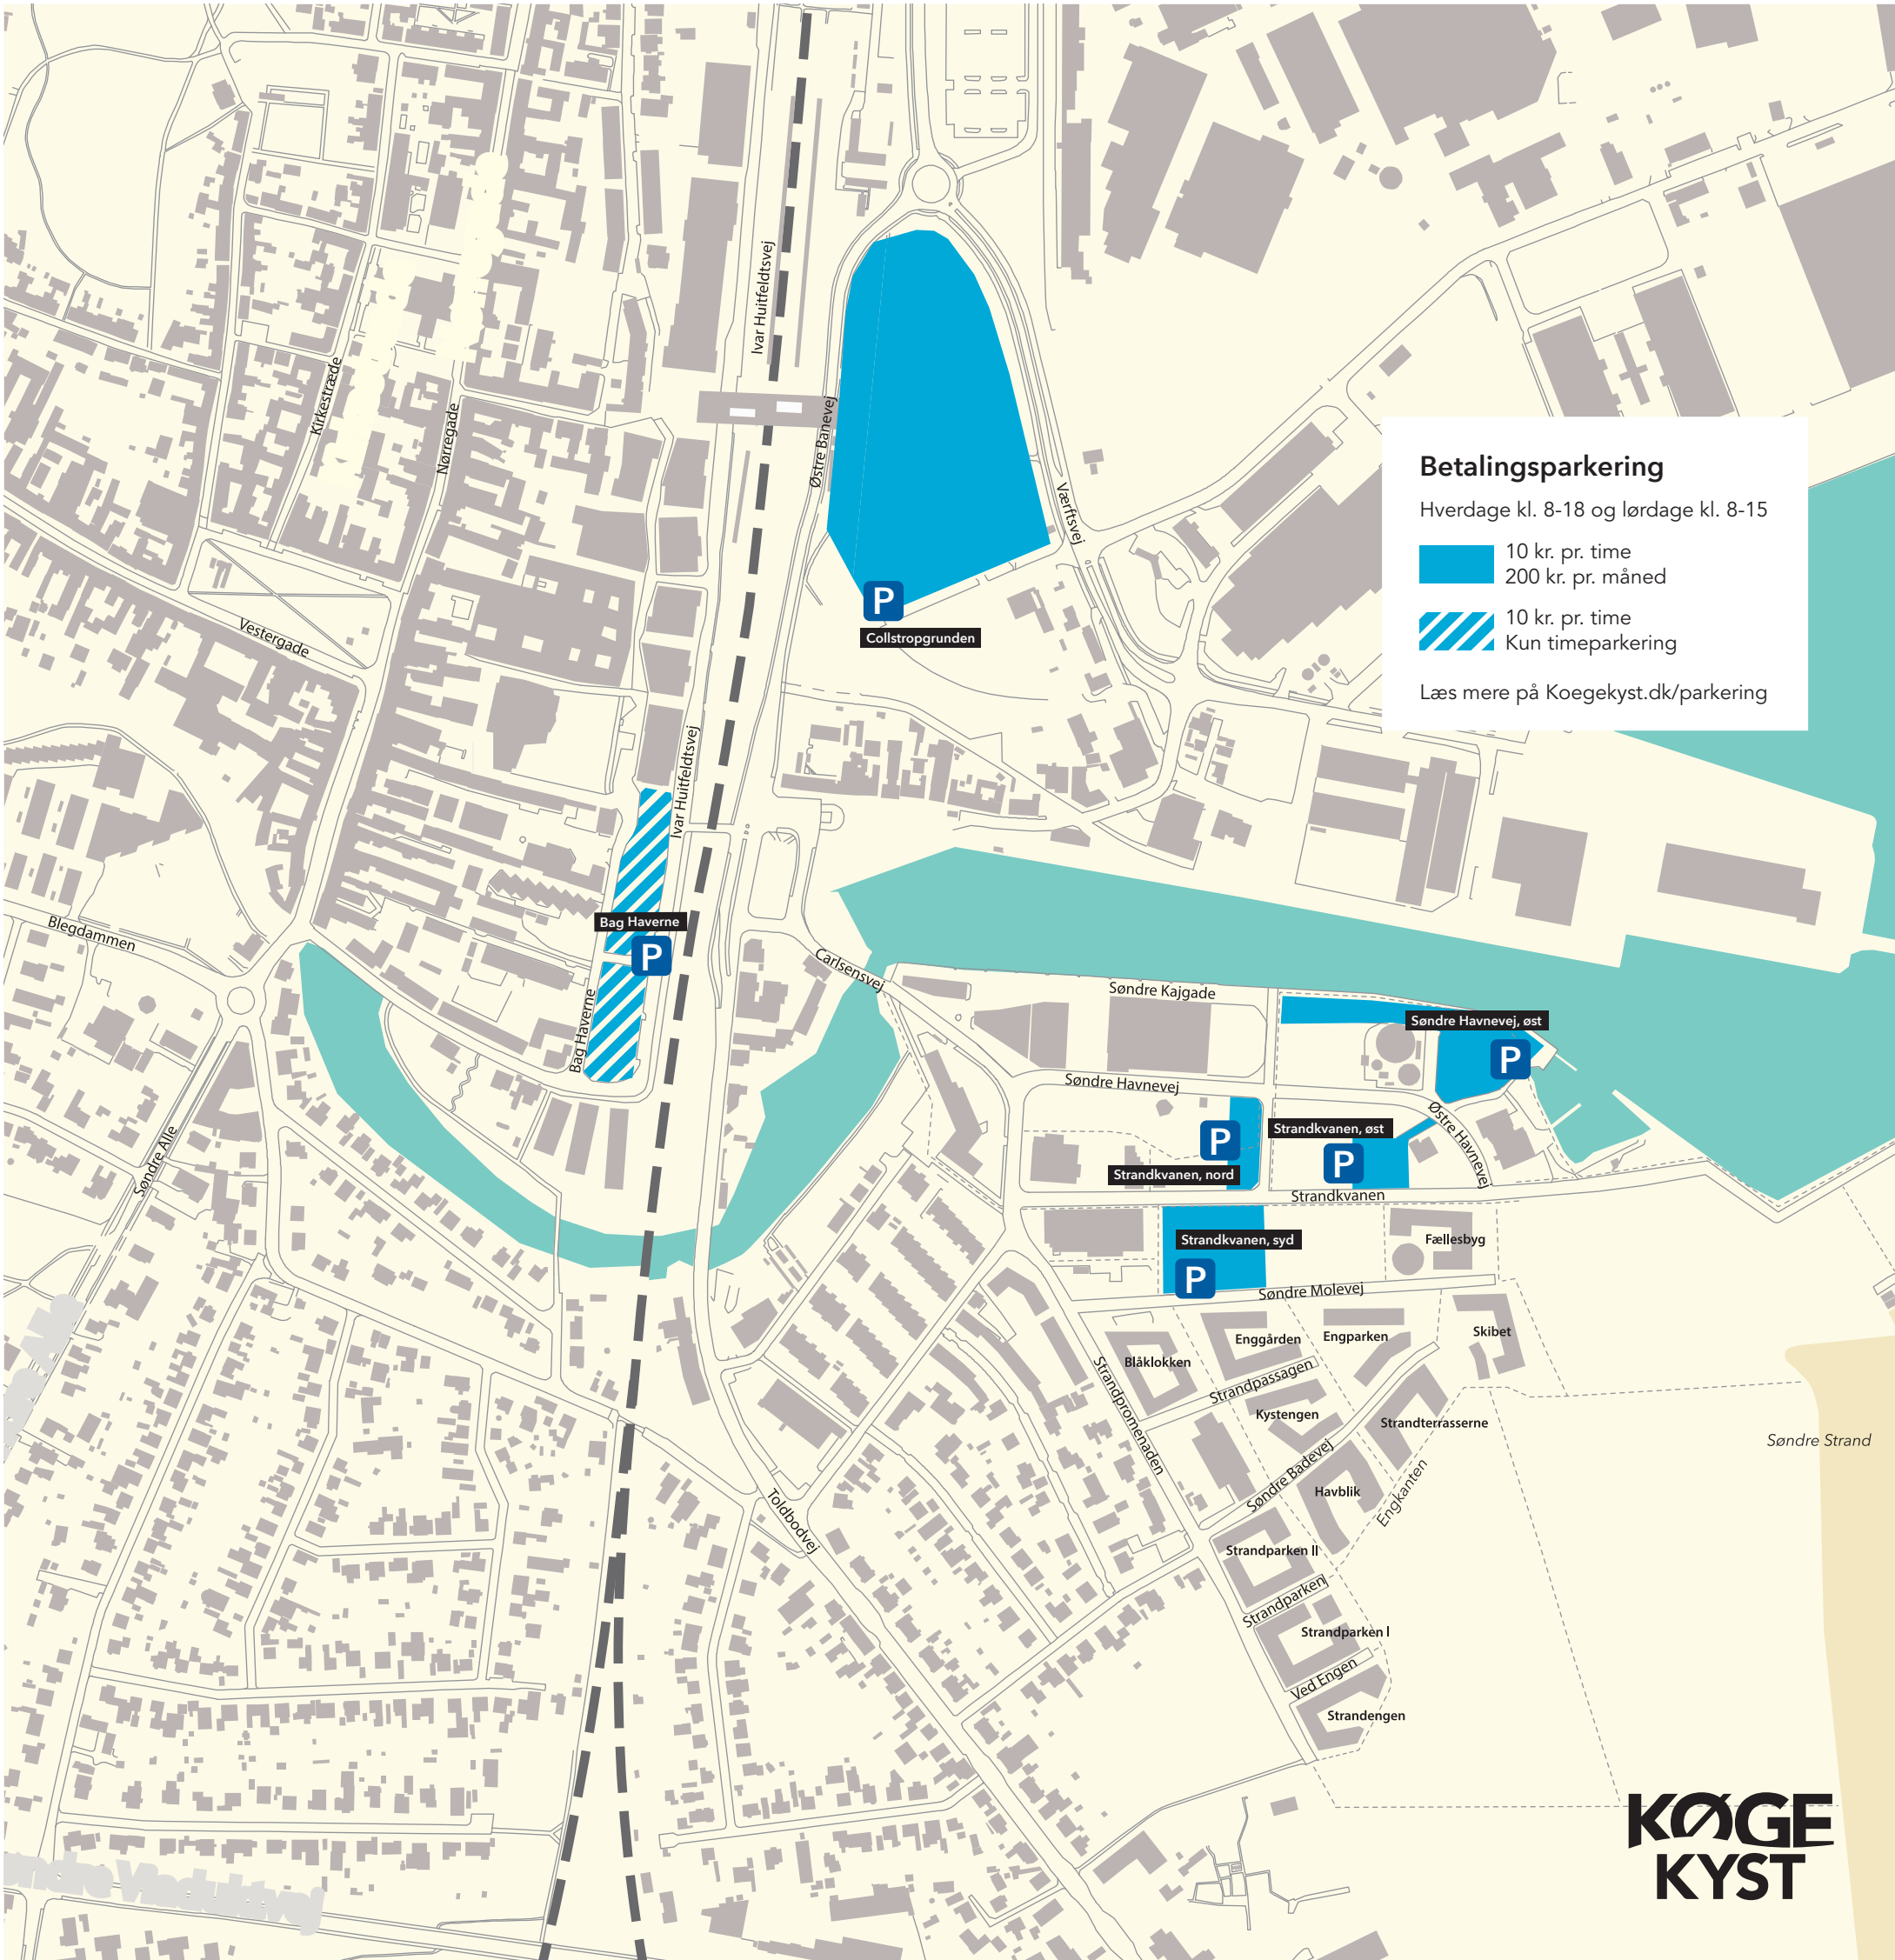 Ivar Huitfeldtsvej
Kirkestræde
Nørregade
Østre Banevej
Værftsvej
Betalingsparkering
Hverdage kl. 8-18 og lørdage kl. 8-15
10 kr. pr. time
200 kr. pr. måned
10 kr. pr. time
Kun timeparkering
Læs mere på Koegekyst.dk/parkering
P
Collstropgrunden
Vestergade
Ivar Huitfeldtsvej
Blegdammen
Bag Haverne
P
Bag Haverne
Carlsensvej
Søndre Kajgade
Søndre Havnevej, øst
P
Søndre Havnevej
Østre Havnevej
P
Strandkvanen, nord
Strandkvanen, øst
P
Søndre Alle
Strandkvanen
Strandkvanen, syd
P
Fællesbyg
Søndre Molevej
Enggården
Engparken
Skibet
Blåklokken
Strandpassagen
Strandpromenaden
Kystengen
Strandterrasserne
Søndre Strand
Søndre Badevej
Havblik
Engkanten
Toldbodvej
Strandparken II
Strandparken
Strandparken I
Ved Engen
Strandengen
KØGE
KYST